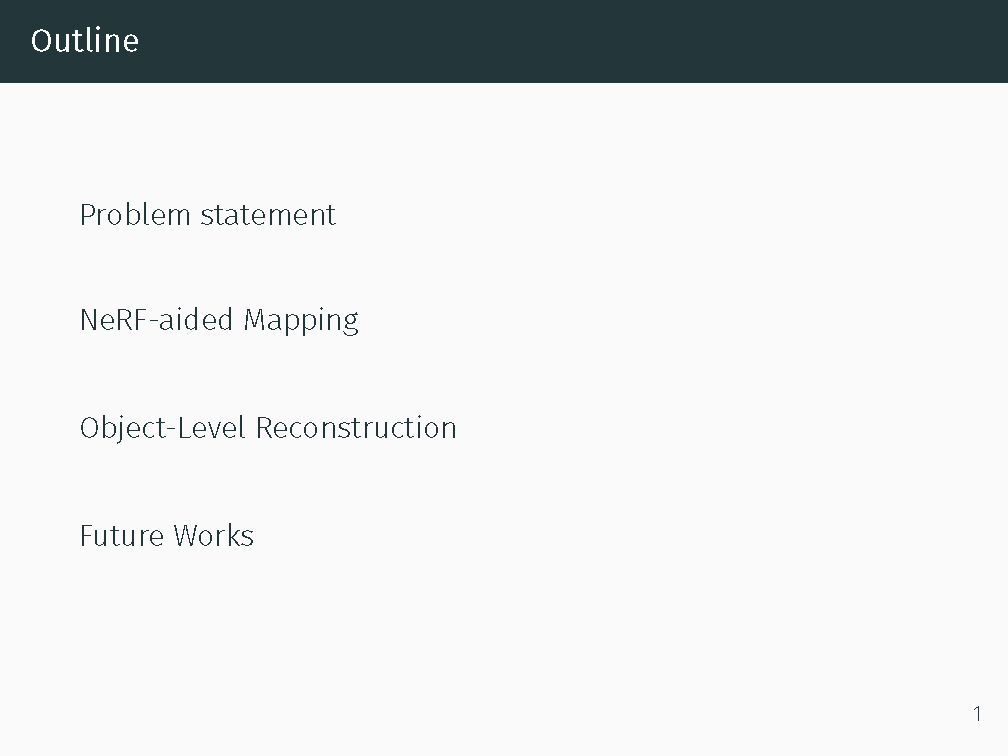 Outline
Problem statement
NeRF-aided Mapping
Object-Level Reconstruction
Future Works
1